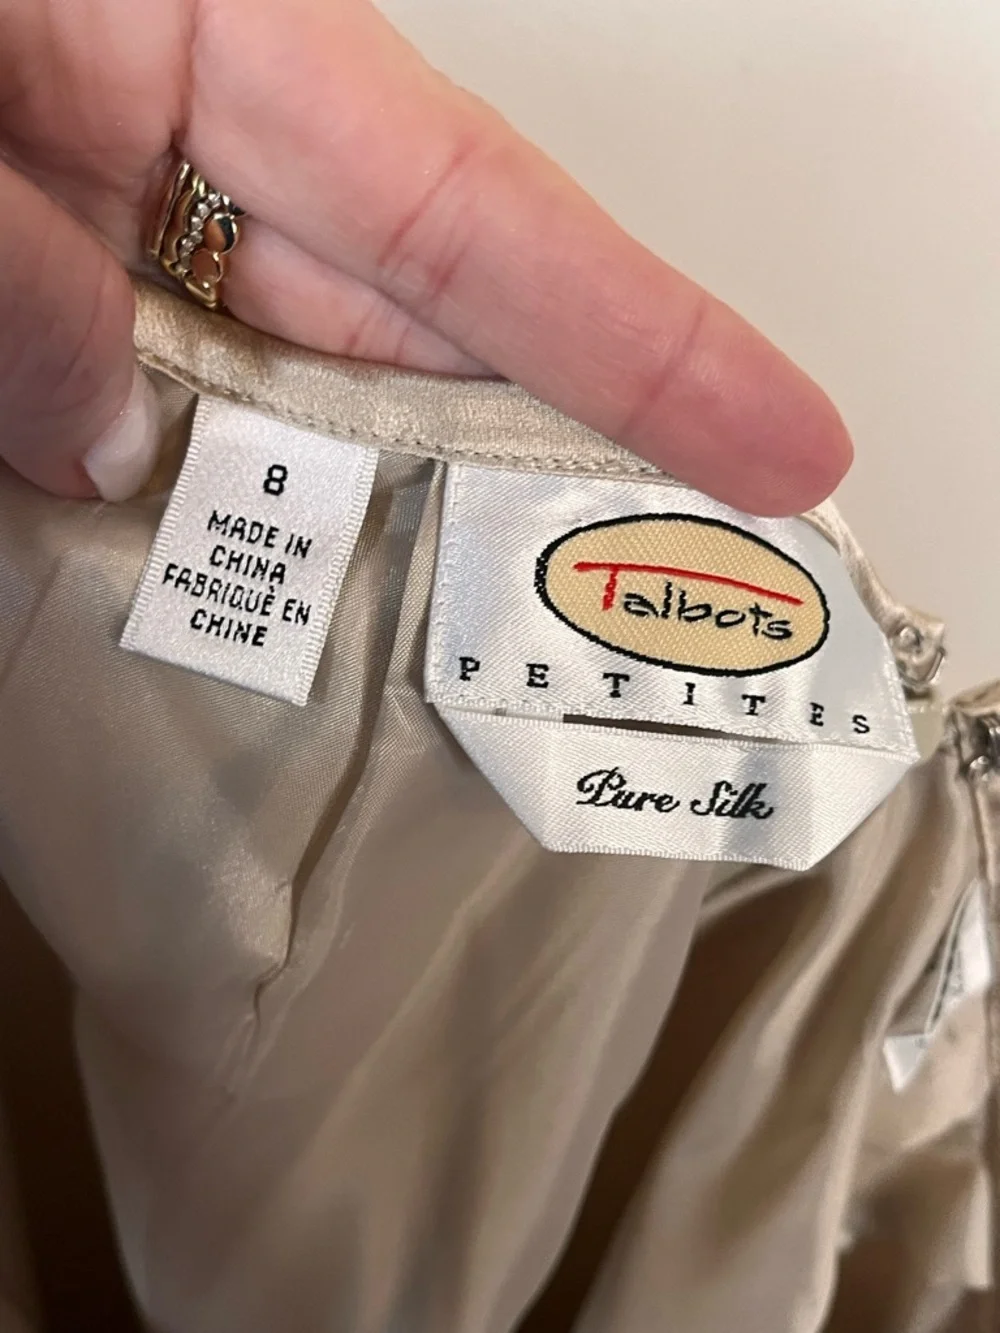 8
MADE IN
CHINA
FABRIQUÈ EN
CHINE
Talbots
PETITES
Pure Silk